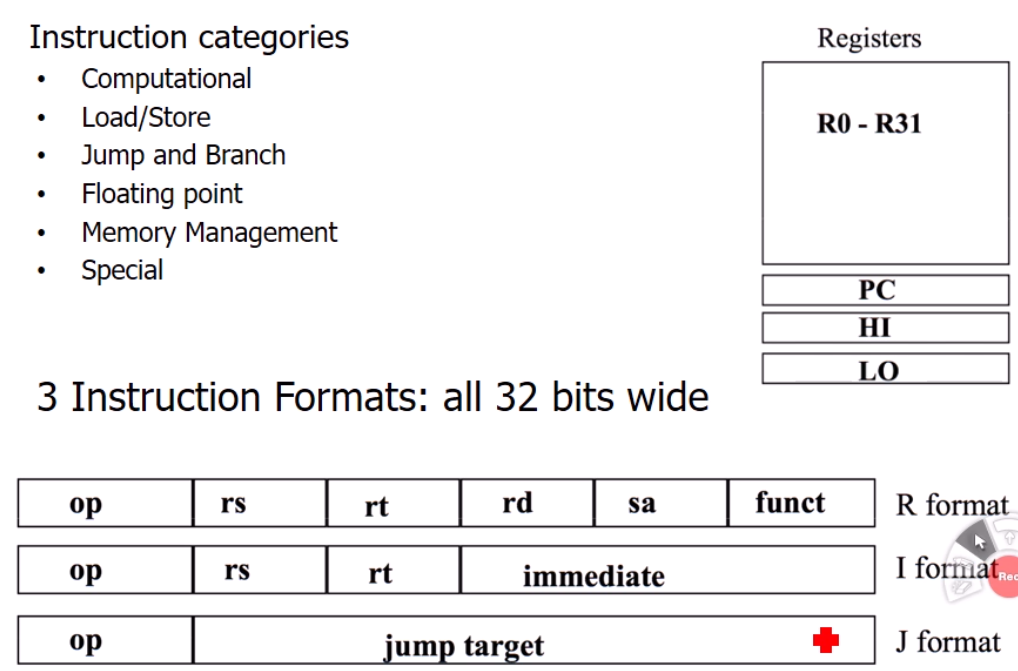 Instruction categories
• Computational
• Load/Store
• Jump and Branch
• Floating point
• Memory Management
• Special
Registers
R0 - R31
PC
HI
LO
3 Instruction Formats: all 32 bits wide
op rs rt rd sa funct R format
op rs rt immediate I format
op jump target J format
Rec